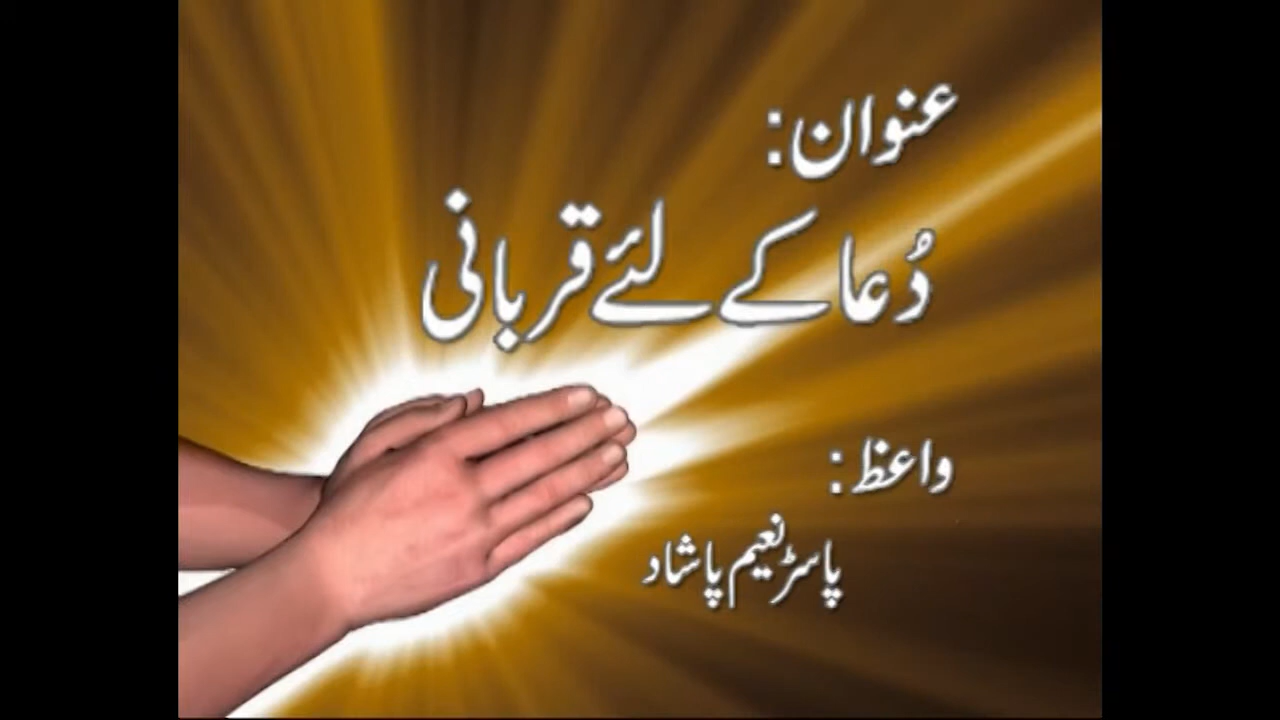 عنوان:
دُعا کے لئے قربانی
واعظ:
پاسٹر نعیم پاشاد